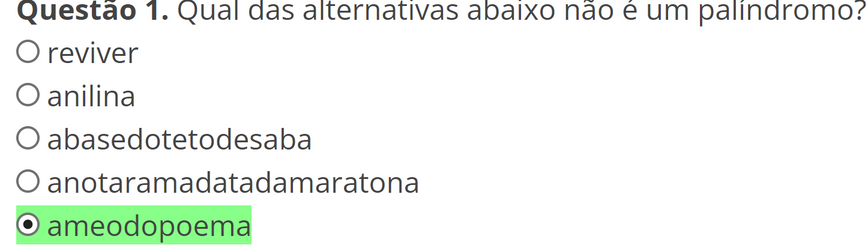 Questão 1. Qual das alternativas abaixo não é um palíndromo?
reviver
anilina
abasedotetodesaba
anotaramadatadamaratona
ameodopoema